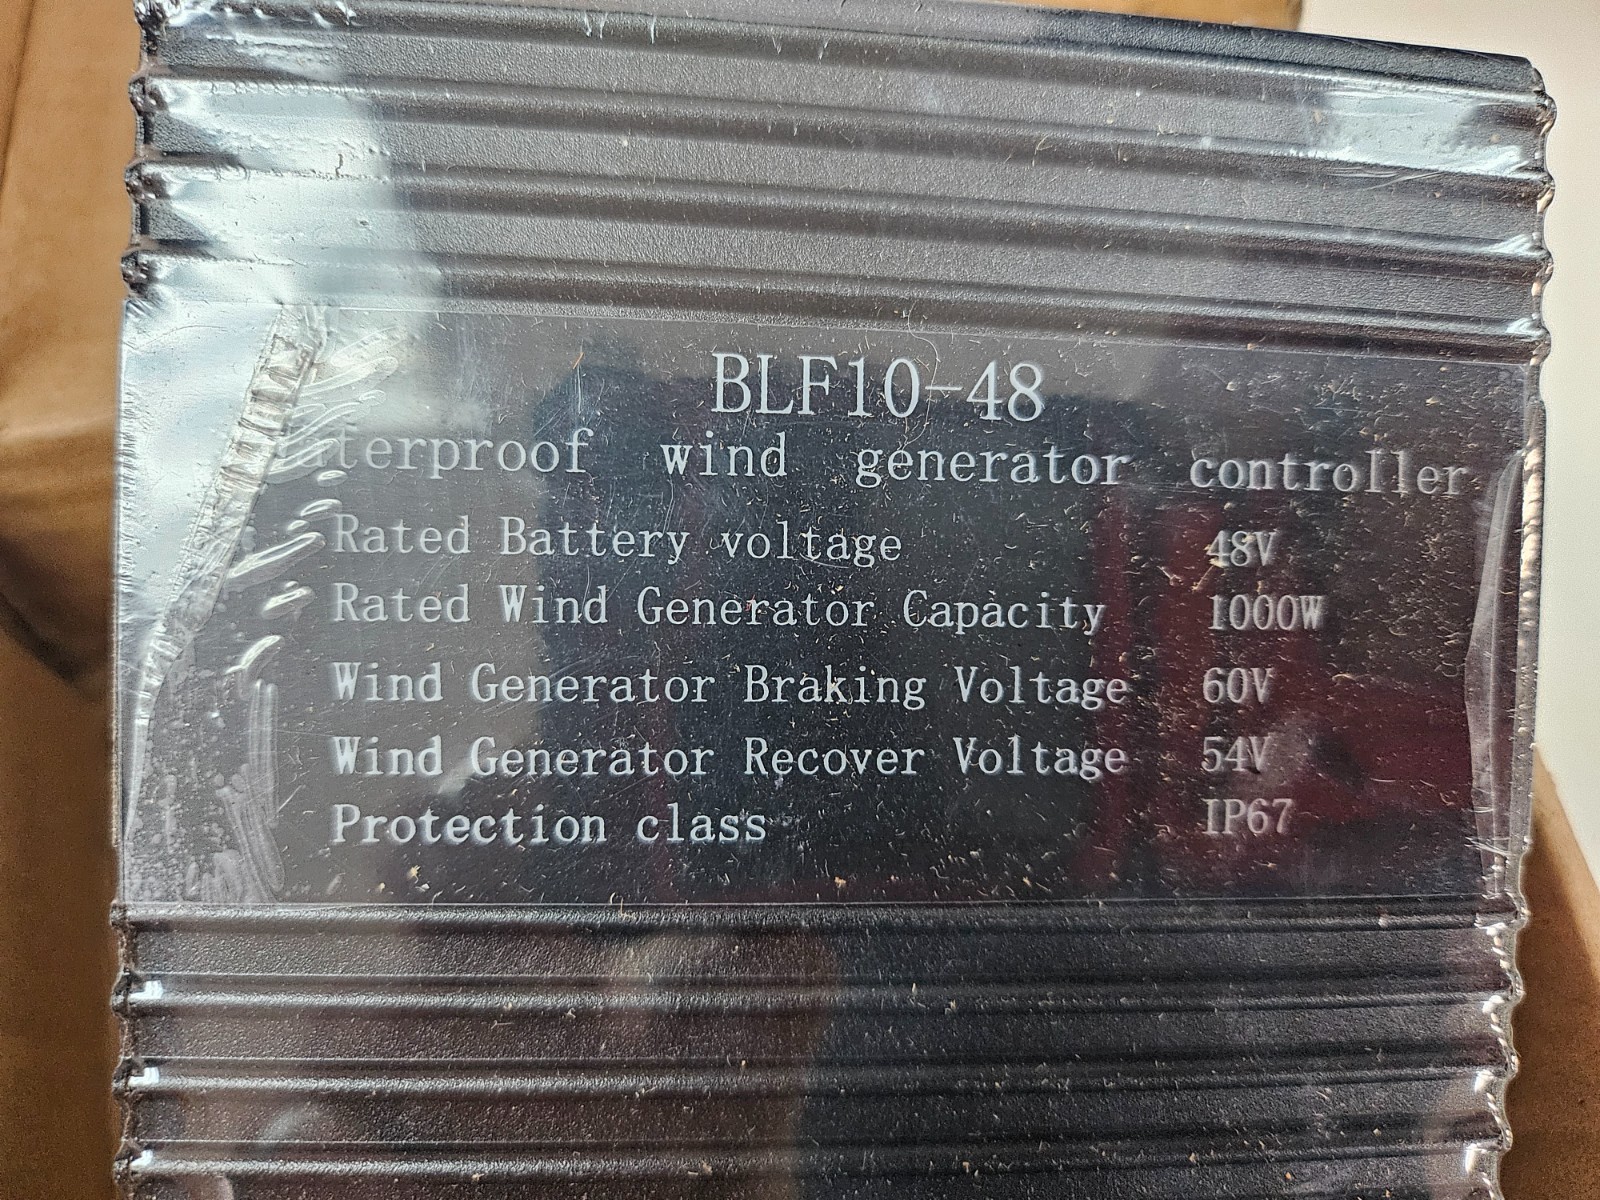 BLF10-48
Waterproof wind generator controller
Rated Battery voltage 48V
Rated Wind Generator Capacity 1000W
Wind Generator Braking Voltage 60V
Wind Generator Recover Voltage 54V
Protection class IP67